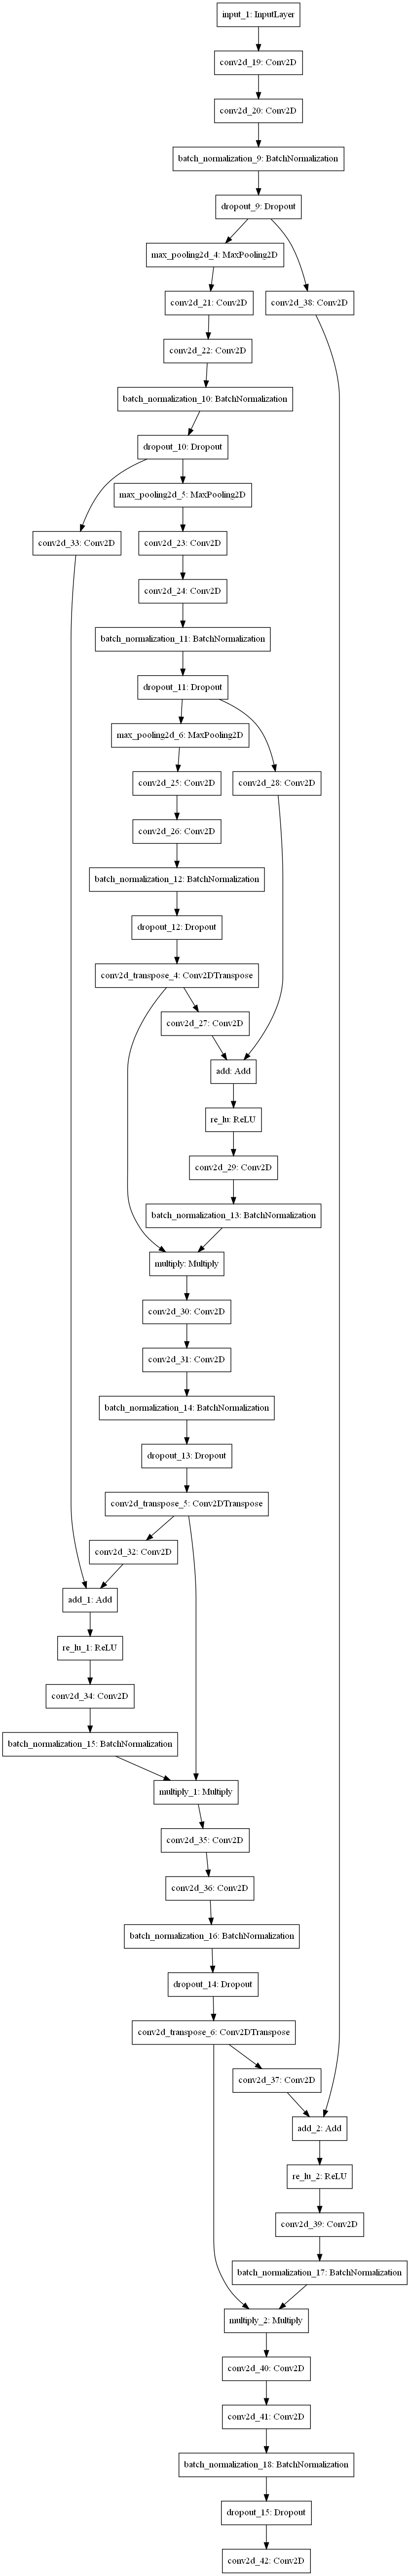 input_1: InputLayer
conv2d_19: Conv2D
conv2d_20: Conv2D
batch_normalization_9: BatchNormalization
dropout_9: Dropout
max_pooling2d_4: MaxPooling2D
conv2d_21: Conv2D
conv2d_38: Conv2D
conv2d_22: Conv2D
batch_normalization_10: BatchNormalization
dropout_10: Dropout
max_pooling2d_5: MaxPooling2D
conv2d_33: Conv2D
conv2d_23: Conv2D
conv2d_24: Conv2D
batch_normalization_11: BatchNormalization
dropout_11: Dropout
max_pooling2d_6: MaxPooling2D
conv2d_25: Conv2D
conv2d_28: Conv2D
conv2d_26: Conv2D
batch_normalization_12: BatchNormalization
dropout_12: Dropout
conv2d_transpose_4: Conv2DTranspose
conv2d_27: Conv2D
add: Add
re_lu: ReLU
conv2d_29: Conv2D
batch_normalization_13: BatchNormalization
multiply: Multiply
conv2d_30: Conv2D
conv2d_31: Conv2D
batch_normalization_14: BatchNormalization
dropout_13: Dropout
conv2d_transpose_5: Conv2DTranspose
conv2d_32: Conv2D
add_1: Add
re_lu_1: ReLU
conv2d_34: Conv2D
batch_normalization_15: BatchNormalization
multiply_1: Multiply
conv2d_35: Conv2D
conv2d_36: Conv2D
batch_normalization_16: BatchNormalization
dropout_14: Dropout
conv2d_transpose_6: Conv2DTranspose
conv2d_37: Conv2D
add_2: Add
re_lu_2: ReLU
conv2d_39: Conv2D
batch_normalization_17: BatchNormalization
multiply_2: Multiply
conv2d_40: Conv2D
conv2d_41: Conv2D
batch_normalization_18: BatchNormalization
dropout_15: Dropout
conv2d_42: Conv2D